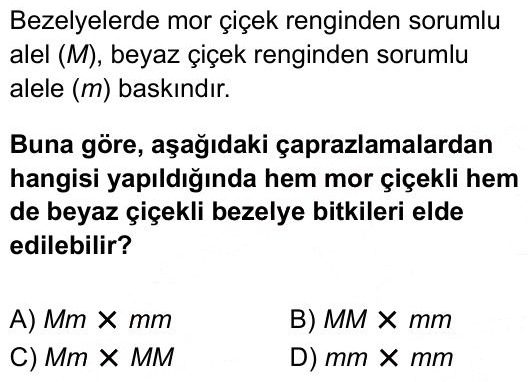 Bezelyelerde mor çiçek renginden sorumlu
alel (M), beyaz çiçek renginden sorumlu
alele (m) baskındır.
Buna göre, aşağıdaki çaprazlamalardan
hangisi yapıldığında hem mor çiçekli hem
de beyaz çiçekli bezelye bitkileri elde
edilebilir?
A) Mm × mm B) MM × mm
C) Mm × MM D) mm × mm